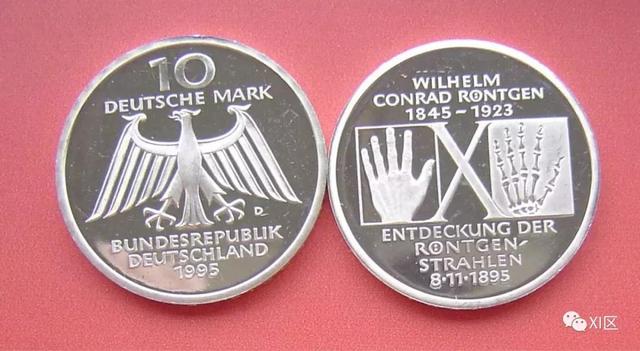 10
DEUTSCHE MARK
D
BUNDESREPUBLIK
DEUTSCHLAND
1995
WILHELM
CONRAD RÖNTGEN
1845-1923
X
ENTDECKUNG DER
RÖNTGEN-
STRAHLEN
8·11·1895
XI区